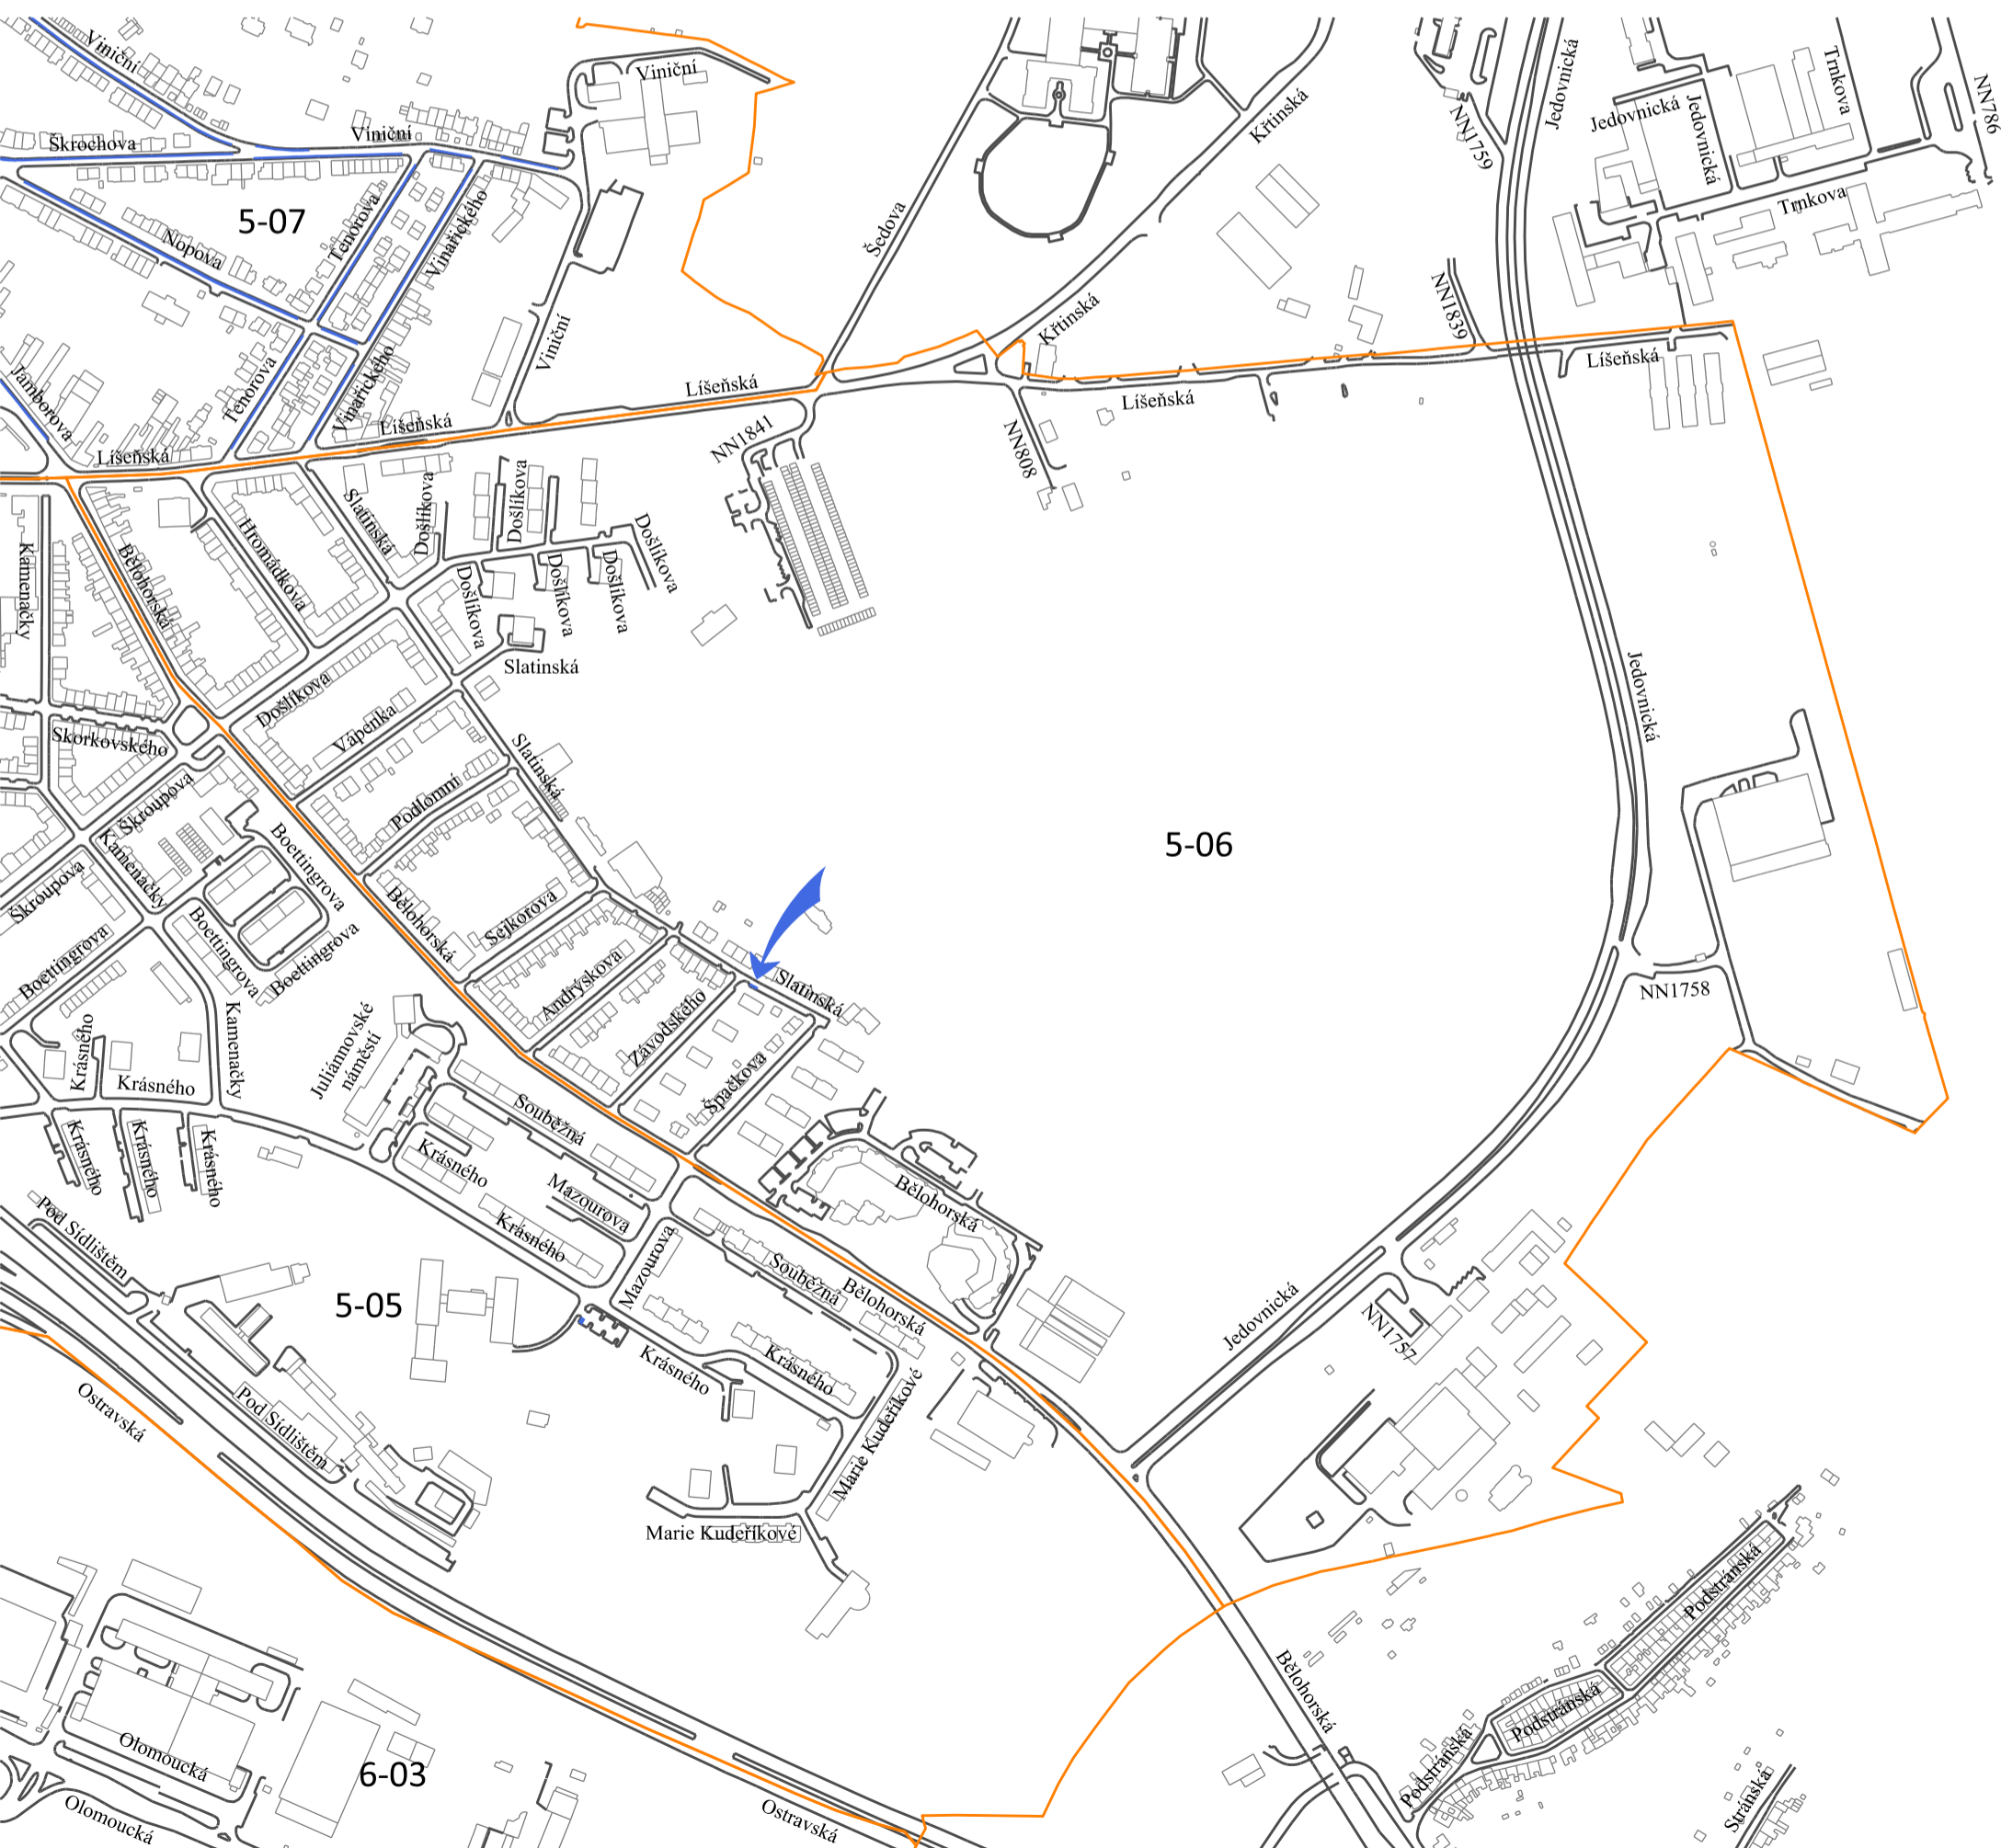 Viniční
Viniční
Jedovnická
Trnkova
NN786
Jedovnická
Jedovnická
Křtinská
NN1759
Škrochova
Viniční
5-07
Tenorova
Vinařického
Nopova
Šedova
Trnkova
Křtinská
NN1839
Viniční
Jamborova
Tenorova
Vinařického
Líšeňská
Líšeňská
Líšeňská
Líšeňská
Líšeňská
NN1841
NN808
Slatinská
Došlíkova
Došlíkova
Došlíkova
Kamenačky
Bělohorská
Hromádkova
Došlíkova
Došlíkova
Došlíkova
Slatinská
Došlíkova
Vápenka
Jedovnická
Skorkovského
Slatinská
Škroupova
Podlomní
Boettingrova
Kamenačky
5-06
Škroupova
Bělohorská
Sejkorova
Boettingrova
Boettingrova
Boettingrova
Andrýskova
Slatinská
Závodského
NN1758
Juliánovské
náměstí
Kamenačky
Krásného
Krásného
Špačkova
Souběžná
Krásného
Krásného
Krásného
Krásného
Mazourova
Bělohorská
Pod Sídlištěm
Krásného
Mazourova
Souběžná
Bělohorská
5-05
Jedovnická
NN1757
Krásného
Krásného
Marie Kudeříkové
Ostravská
Pod Sídlištěm
Marie Kudeříkové
Podstránská
Bělohorská
Podstránská
Podstránská
Olomoucká
6-03
Olomoucká
Ostravská
Stránská